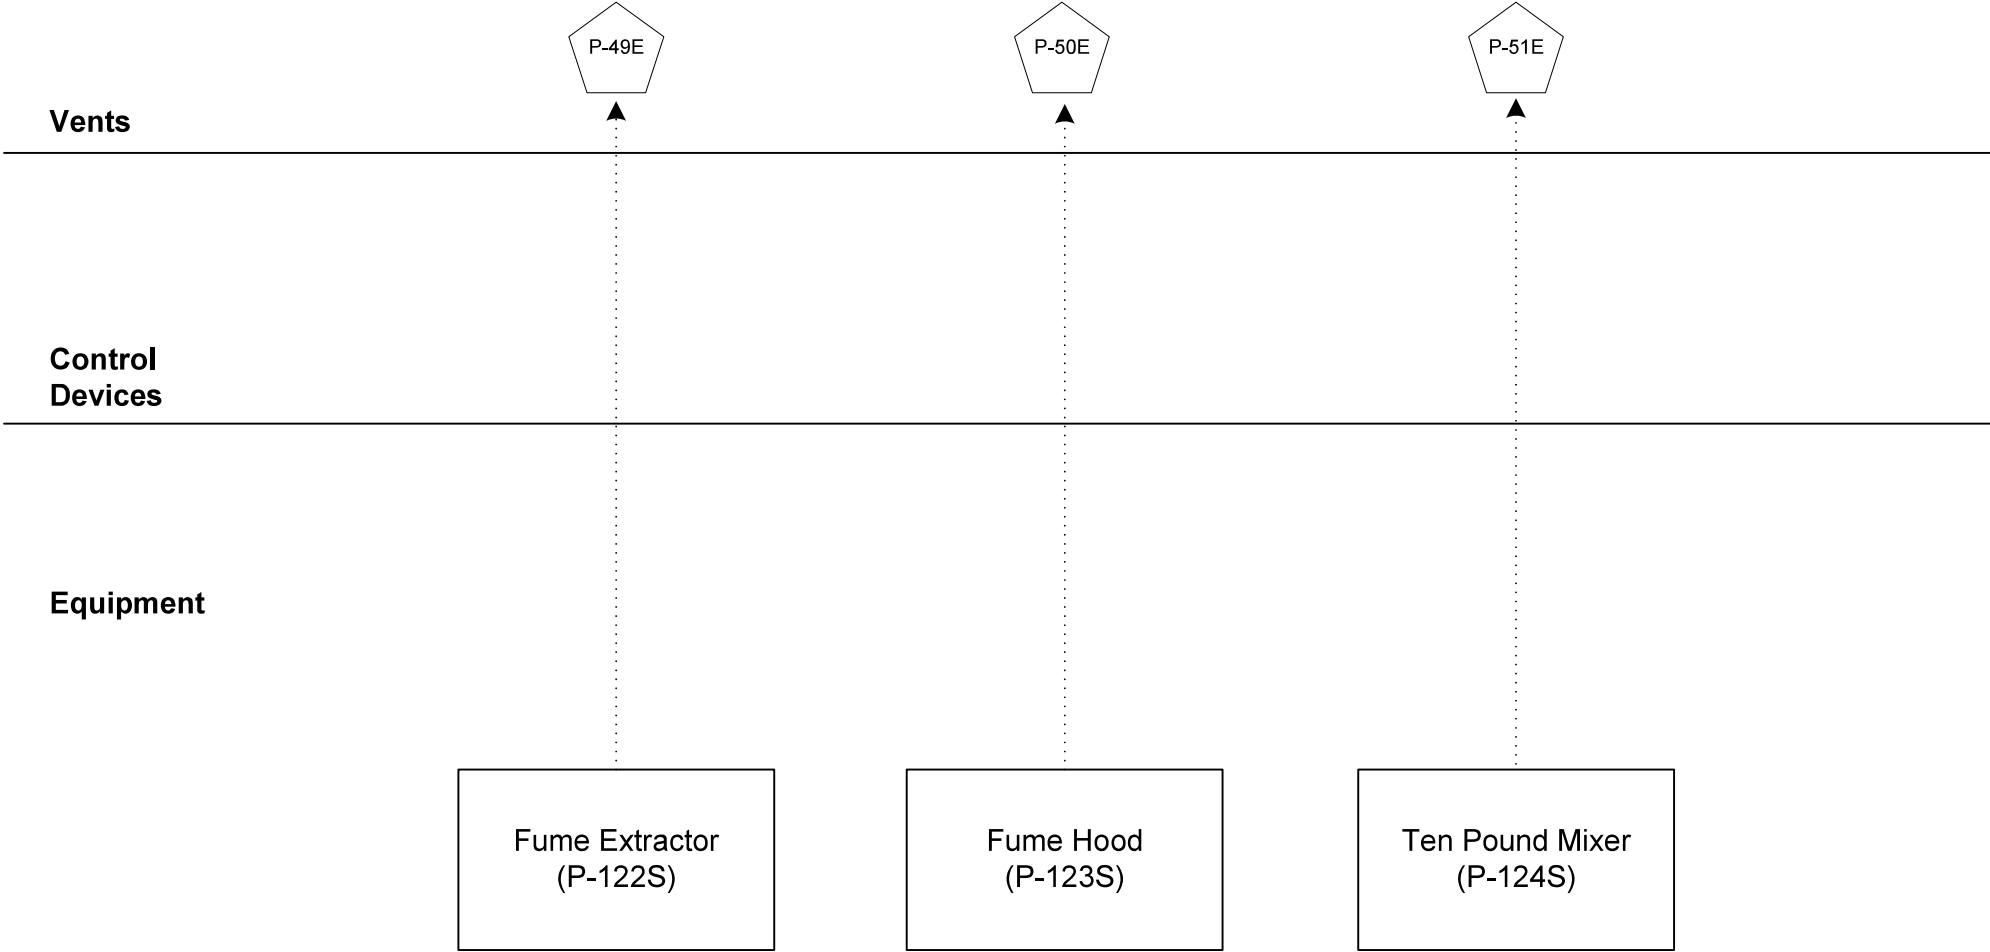 P-49E
P-50E
P-51E
Vents
Control
Devices
Equipment
Fume Extractor
(P-122S)
Fume Hood
(P-123S)
Ten Pound Mixer
(P-124S)